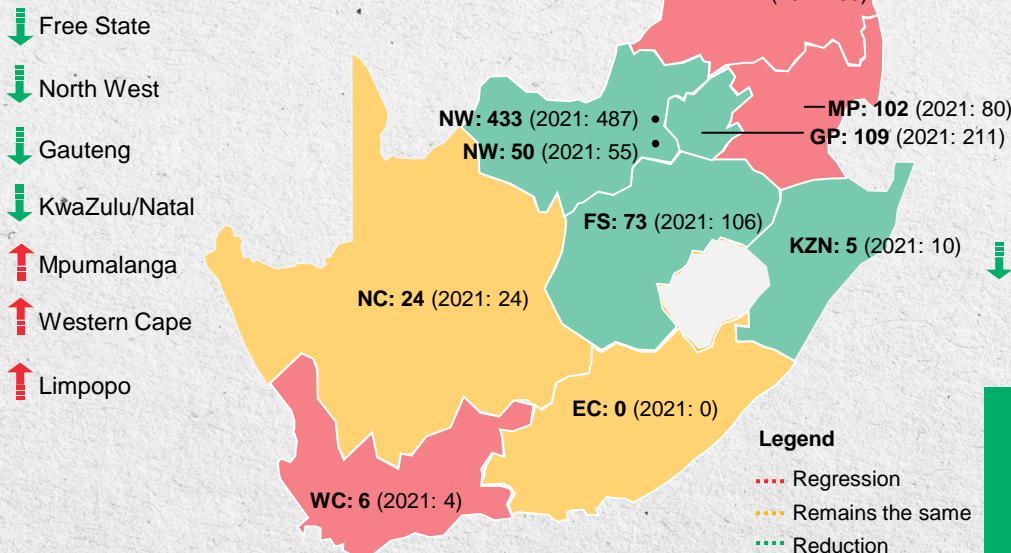 Free State
North West
Gauteng
KwaZulu/Natal
Mpumalanga
Western Cape
Limpopo
NW: 433 (2021: 487)
NW: 50 (2021: 55)
MP: 102 (2021: 80)
GP: 109 (2021: 211)
FS: 73 (2021: 106)
KZN: 5 (2021: 10)
NC: 24 (2021: 24)
EC: 0 (2021: 0)
WC: 6 (2021: 4)
Legend
Regression
Remains the same
Reduction